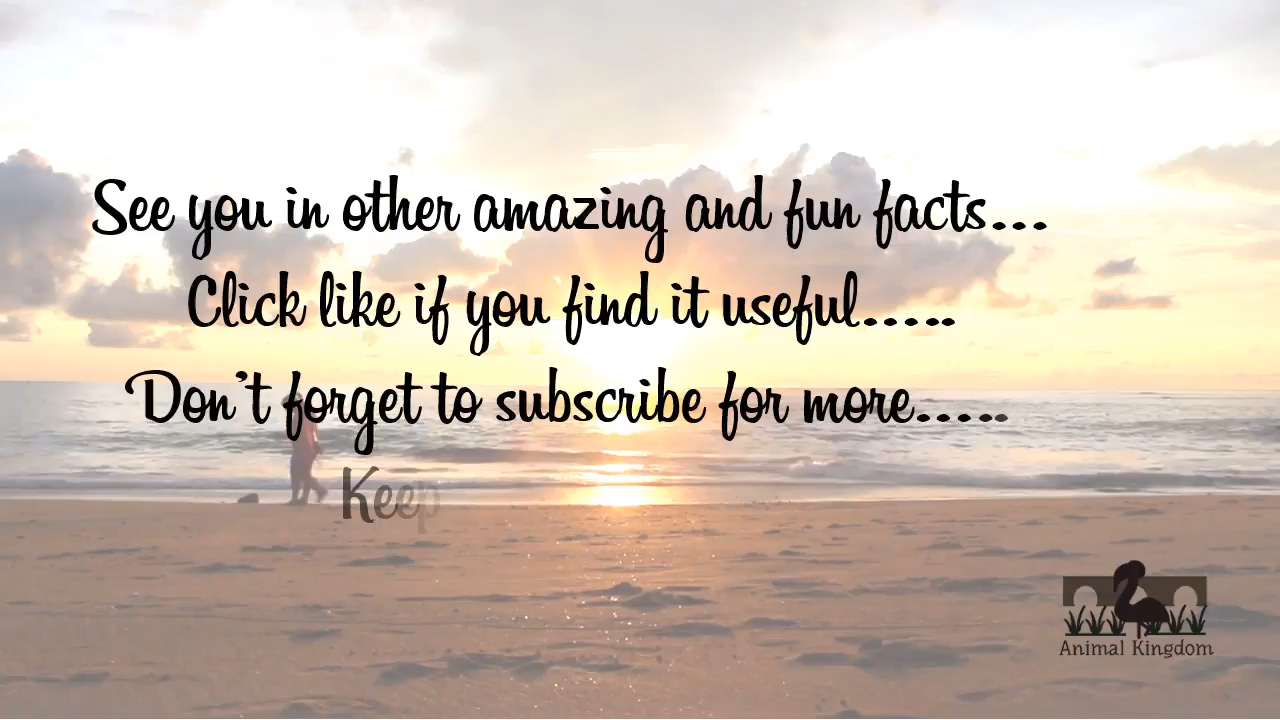 See you in other amazing and fun facts...
Click like if you find it useful.....
Don't forget to subscribe for more.....
Keep
Animal Kingdom